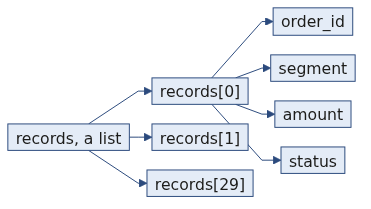 order_id
segment
records[0]
amount
records, a list
records[1]
status
records[29]